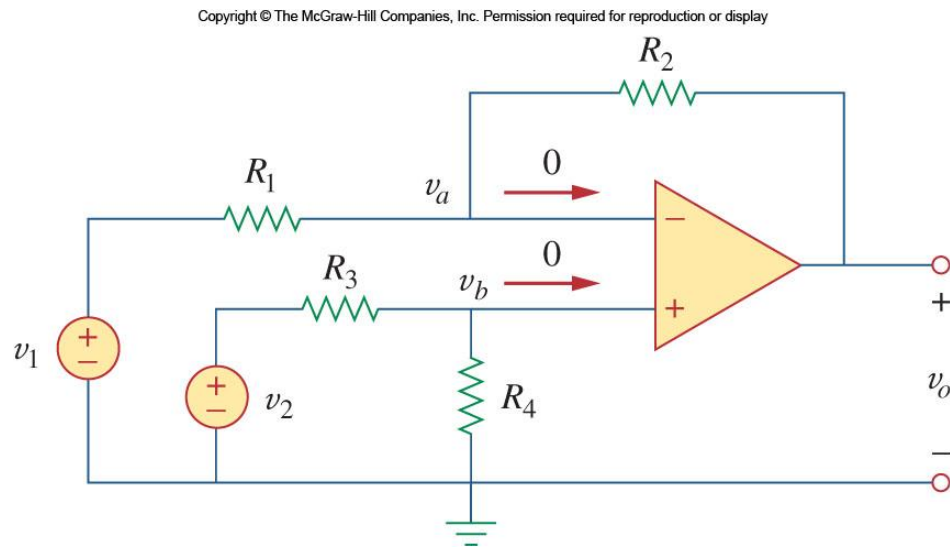 Copyright © The McGraw-Hill Companies, Inc. Permission required for reproduction or display
R₂
0
R₁
vₐ
−
0
R₃
v_b
+
+
v₁
+
−
+
−
v₂
R₄
vₒ
−